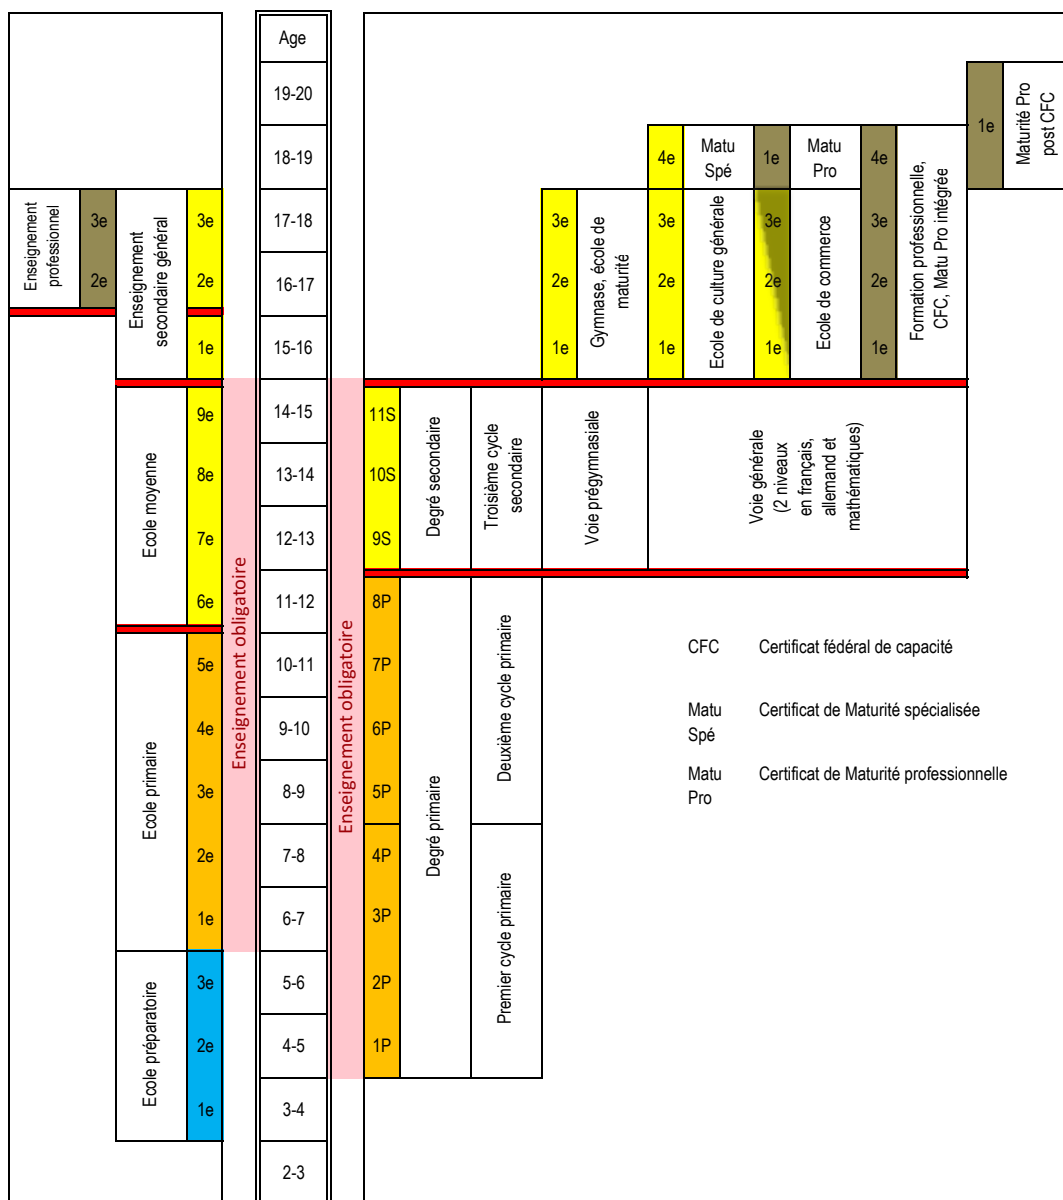 Age
19-20
18-19
17-18
16-17
15-16
14-15
13-14
12-13
11-12
10-11
9-10
8-9
7-8
6-7
5-6
4-5
3-4
2-3
Enseignement
professionnel
3e
2e
Enseignement
secondaire général
3e
2e
1e
Ecole moyenne
9e
8e
7e
6e
Ecole primaire
5e
4e
3e
2e
1e
Ecole préparatoire
3e
2e
1e
Enseignement obligatoire
Enseignement obligatoire
11S
10S
9S
8P
7P
6P
5P
4P
3P
2P
1P
Degré secondaire
Degré primaire
Troisième cycle
secondaire
Deuxième cycle primaire
Premier cycle primaire
Voie prégymnasiale
Voie générale
(2 niveaux
en français,
allemand et
mathématiques)
3e
2e
1e
Gymnase, école de
maturité
4e
3e
2e
1e
Matu
Spé
Ecole de culture générale
1e
3e
2e
1e
Matu
Pro
Ecole de commerce
4e
3e
2e
1e
Formation professionnelle,
CFC, Matu Pro intégrée
1e
Maturité Pro
post CFC
CFC Certificat fédéral de capacité
Matu Certificat de Maturité spécialisée
Spé
Matu Certificat de Maturité professionnelle
Pro